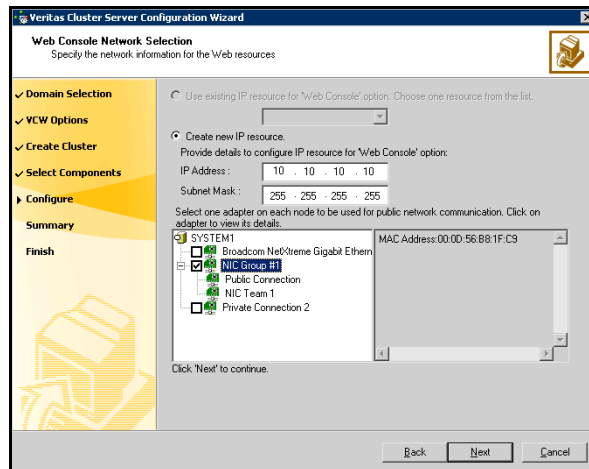 Veritas Cluster Server Configuration Wizard
Web Console Network Selection
Specify the network information for the Web resources
Domain Selection
VCW Options
Create Cluster
Select Components
Configure
Summary
Finish
Use existing IP resource for 'Web Console' option. Choose one resource from the list.
Create new IP resource.
Provide details to configure IP resource for 'Web Console' option:
IP Address : 10 . 10 . 10 . 10
Subnet Mask : 255 . 255 . 255 . 255
Select one adapter on each node to be used for public network communication. Click on
adapter to view its details.
SYSTEM1
Broadcom NetXtreme Gigabit Ethern
NIC Group #1
Public Connection
NIC Team 1
Private Connection 2
MAC Address:00:0D:56:B8:1F:C9
Click 'Next' to continue.
Back
Next
Cancel